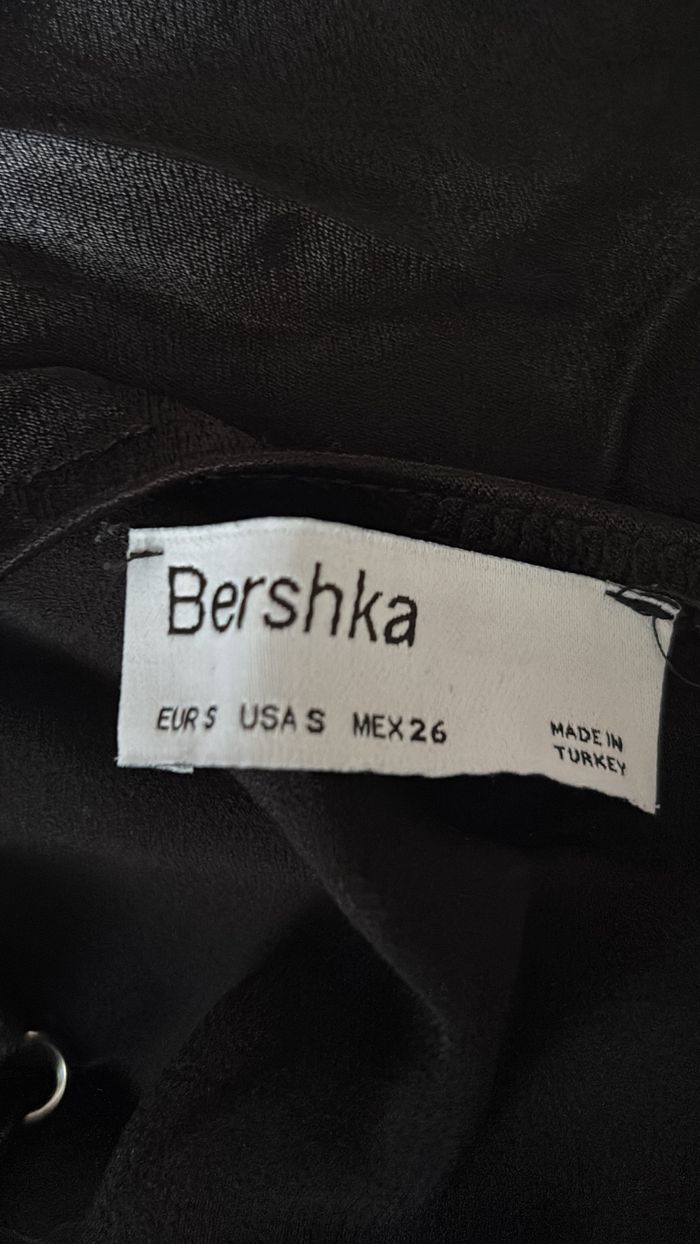 Bershka
EUR S USA S MEX 26
MADE IN
TURKEY